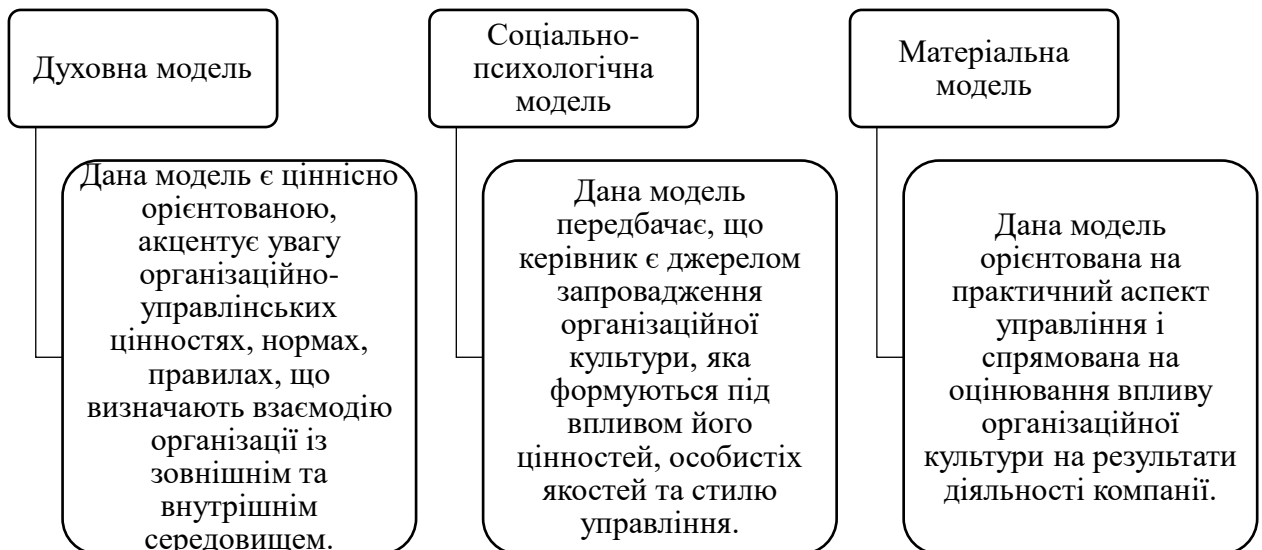 Духовна модель
Дана модель є ціннісно
орієнтованою,
акцентує увагу
організаційно-
управлінських
цінностях, нормах,
правилах, що
визначають взаємодію
організації із
зовнішнім та
внутрішнім
середовищем.
Соціально-
психологічна
модель
Дана модель
передбачає, що
керівник є джерелом
запровадження
організаційної
культури, яка
формуються під
впливом його
цінностей, особистіх
якостей та стилю
управління.
Матеріальна
модель
Дана модель
орієнтована на
практичний аспект
управління і
спрямована на
оцінювання впливу
організаційної
культури на результати
діяльності компанії.